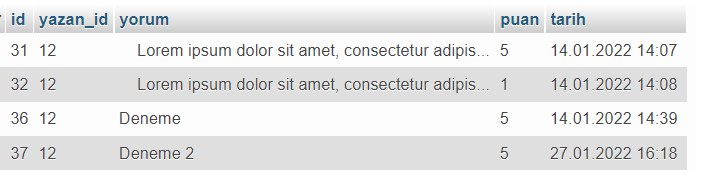 id yazan_id yorum puan tarih
31 12 Lorem ipsum dolor sit amet, consectetur adipis... 5 14.01.2022 14:07
32 12 Lorem ipsum dolor sit amet, consectetur adipis... 1 14.01.2022 14:08
36 12 Deneme 5 14.01.2022 14:39
37 12 Deneme 2 5 27.01.2022 16:18